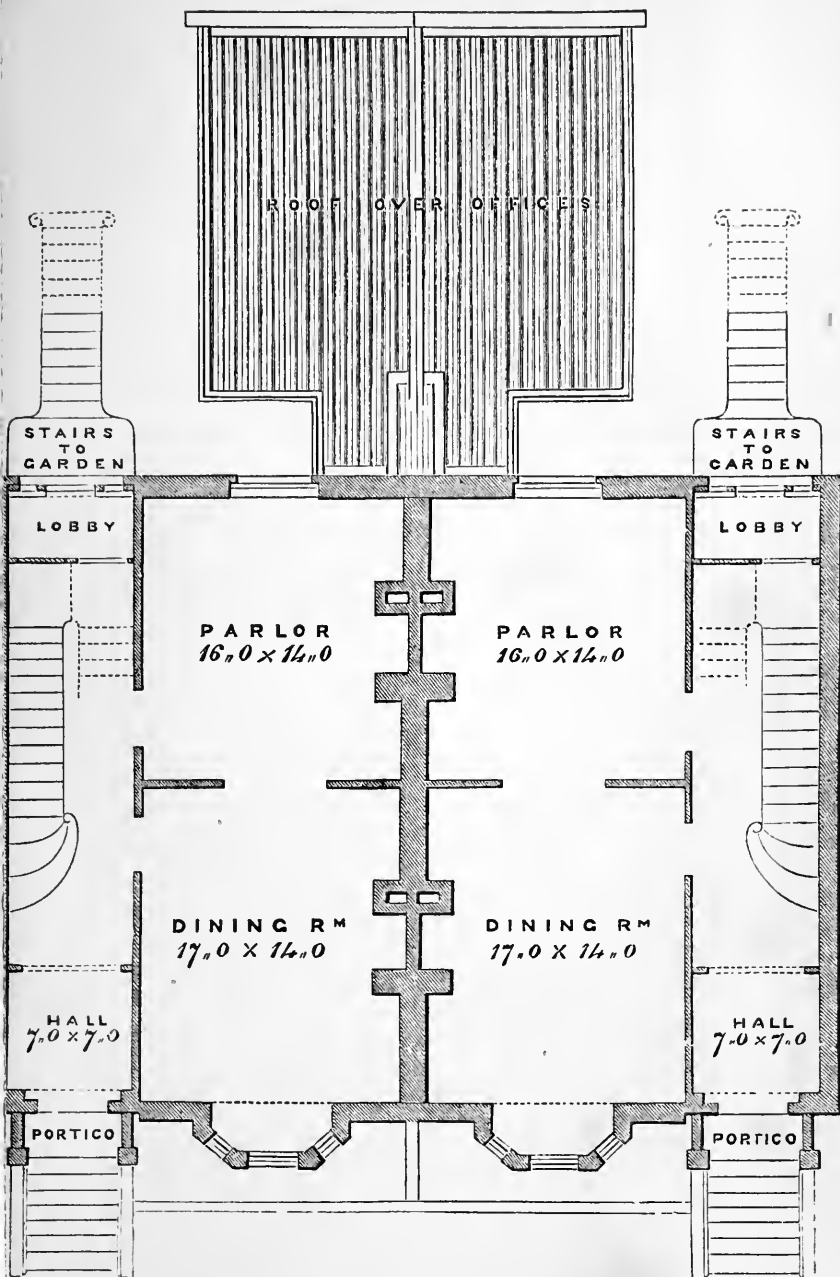 ROOF OVER OFFICES
STAIRS
TO
GARDEN
STAIRS
TO
GARDEN
LOBBY
LOBBY
PARLOR
16,,0 X 14,,0
PARLOR
16,,0 X 14,,0
DINING RM
17,,0 X 14,,0
DINING RM
17,,0 X 14,,0
HALL
7,,0 X 7,,0
HALL
7,,0 X 7,,0
PORTICO
PORTICO